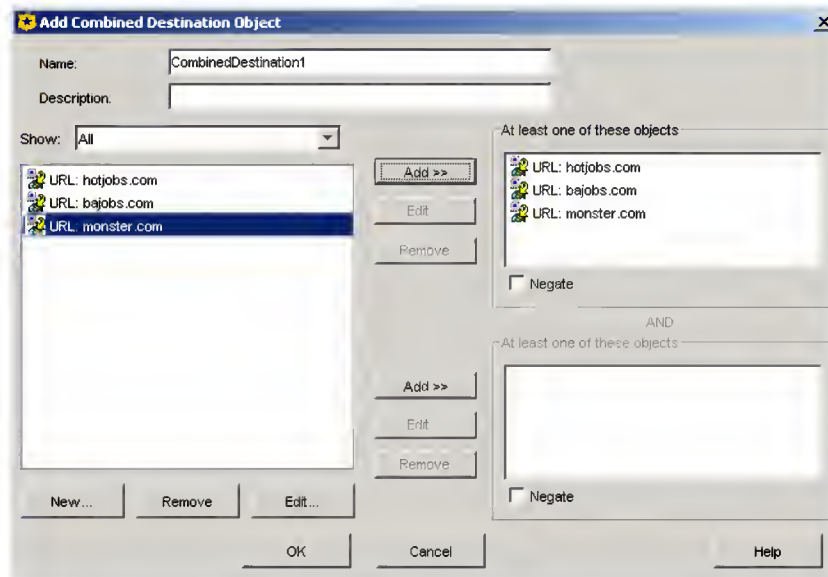 Add Combined Destination Object
Name: CombinedDestination1
Description:
Show: All
URL: hotjobs.com
URL: bajobs.com
URL: monster.com
New...
Remove
Edit...
Add >>
Edit
Remove
At least one of these objects
URL: hotjobs.com
URL: bajobs.com
URL: monster.com
Negate
AND
Add >>
Edit
Remove
At least one of these objects
Negate
OK
Cancel
Help